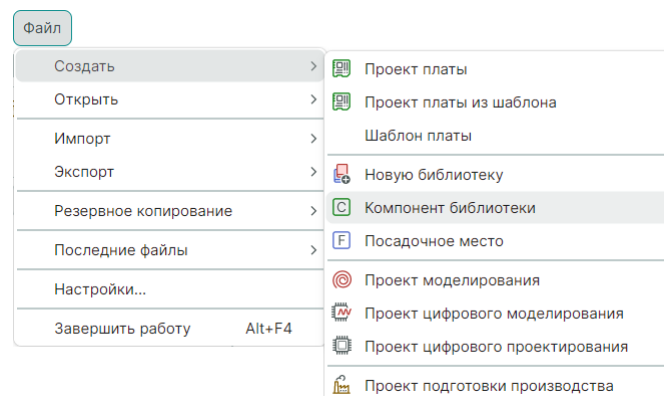 Файл
Создать
Открыть
Импорт
Экспорт
Резервное копирование
Последние файлы
Настройки...
Завершить работу Alt+F4
Проект платы
Проект платы из шаблона
Шаблон платы
Новую библиотеку
C Компонент библиотеки
F Посадочное место
Проект моделирования
Проект цифрового моделирования
Проект цифрового проектирования
Проект подготовки производства